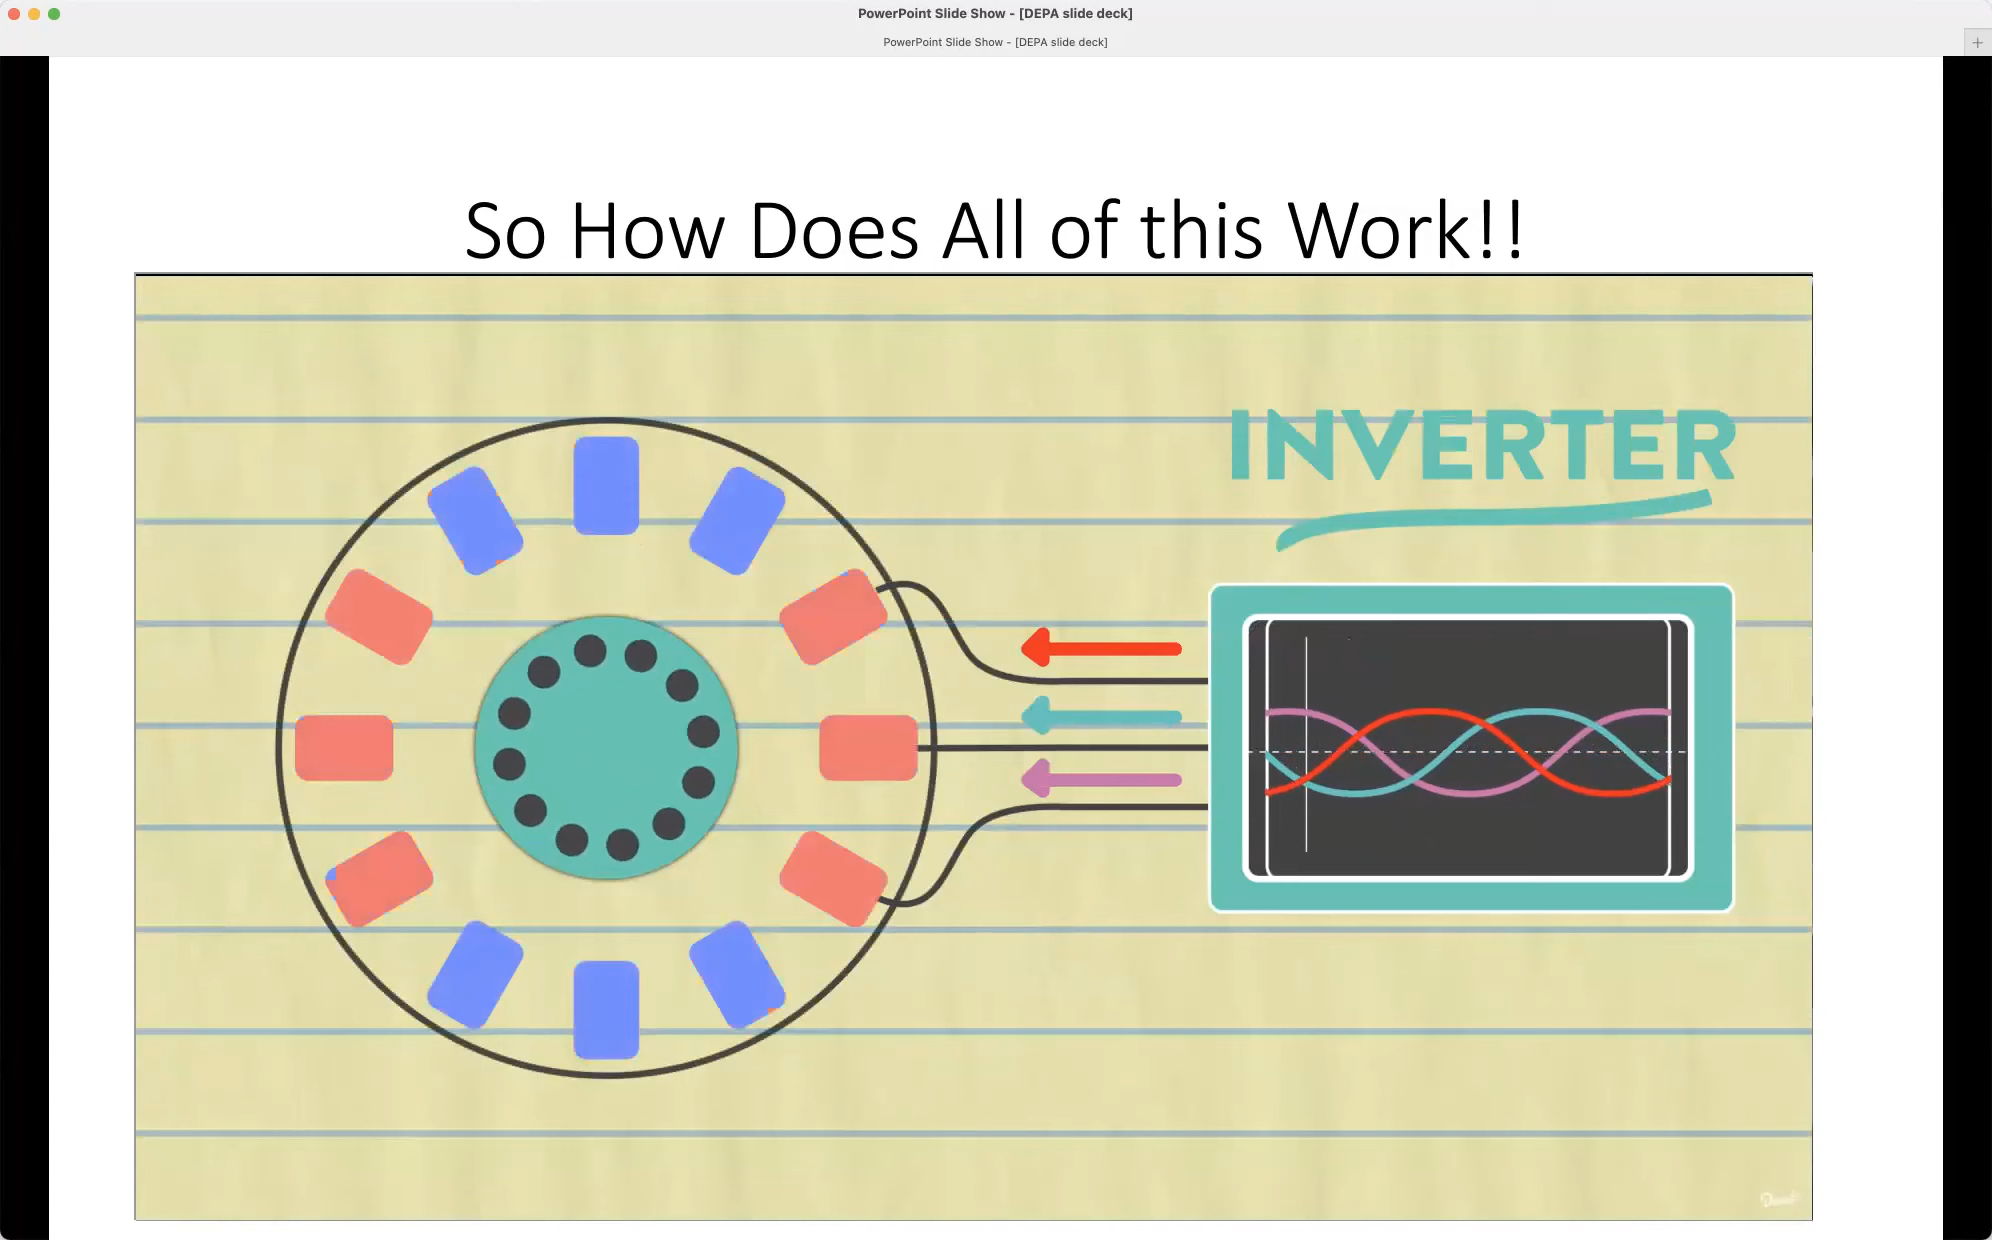 PowerPoint Slide Show - [DEPA slide deck]
PowerPoint Slide Show - [DEPA slide deck]
So How Does All of this Work!!
INVERTER